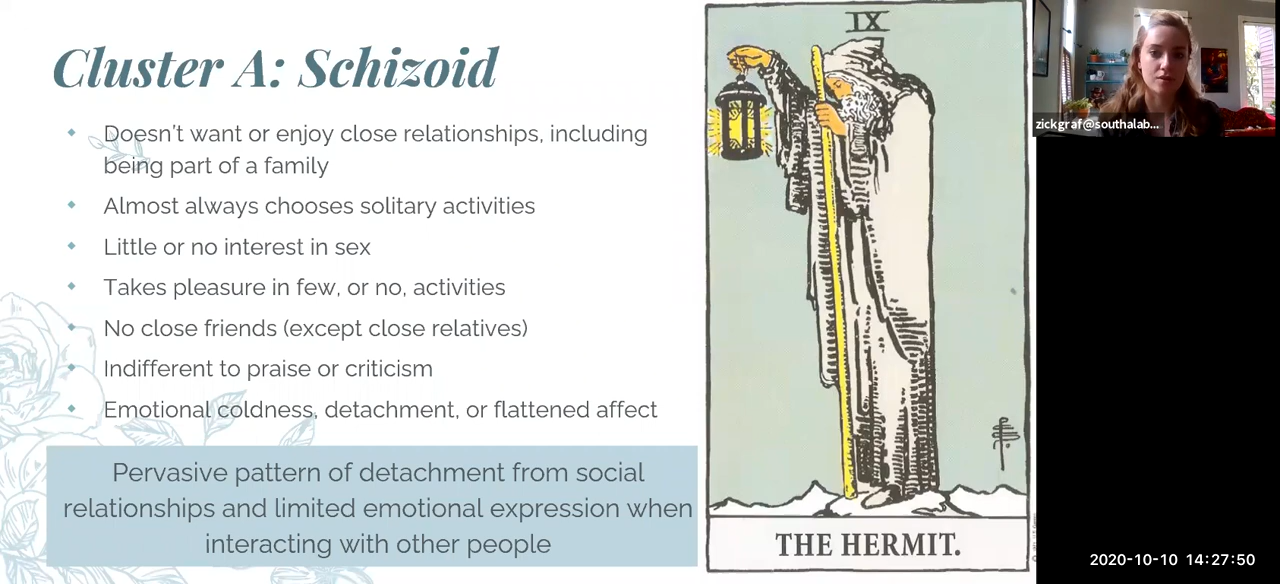 Cluster A: Schizoid
Doesn't want or enjoy close relationships, including
being part of a family
Almost always chooses solitary activities
Little or no interest in sex
Takes pleasure in few, or no, activities
No close friends (except close relatives)
Indifferent to praise or criticism
Emotional coldness, detachment, or flattened affect
Pervasive pattern of detachment from social
relationships and limited emotional expression when
interacting with other people
IX
THE HERMIT.
zickgraf@southalab...
2020-10-10 14:27:50